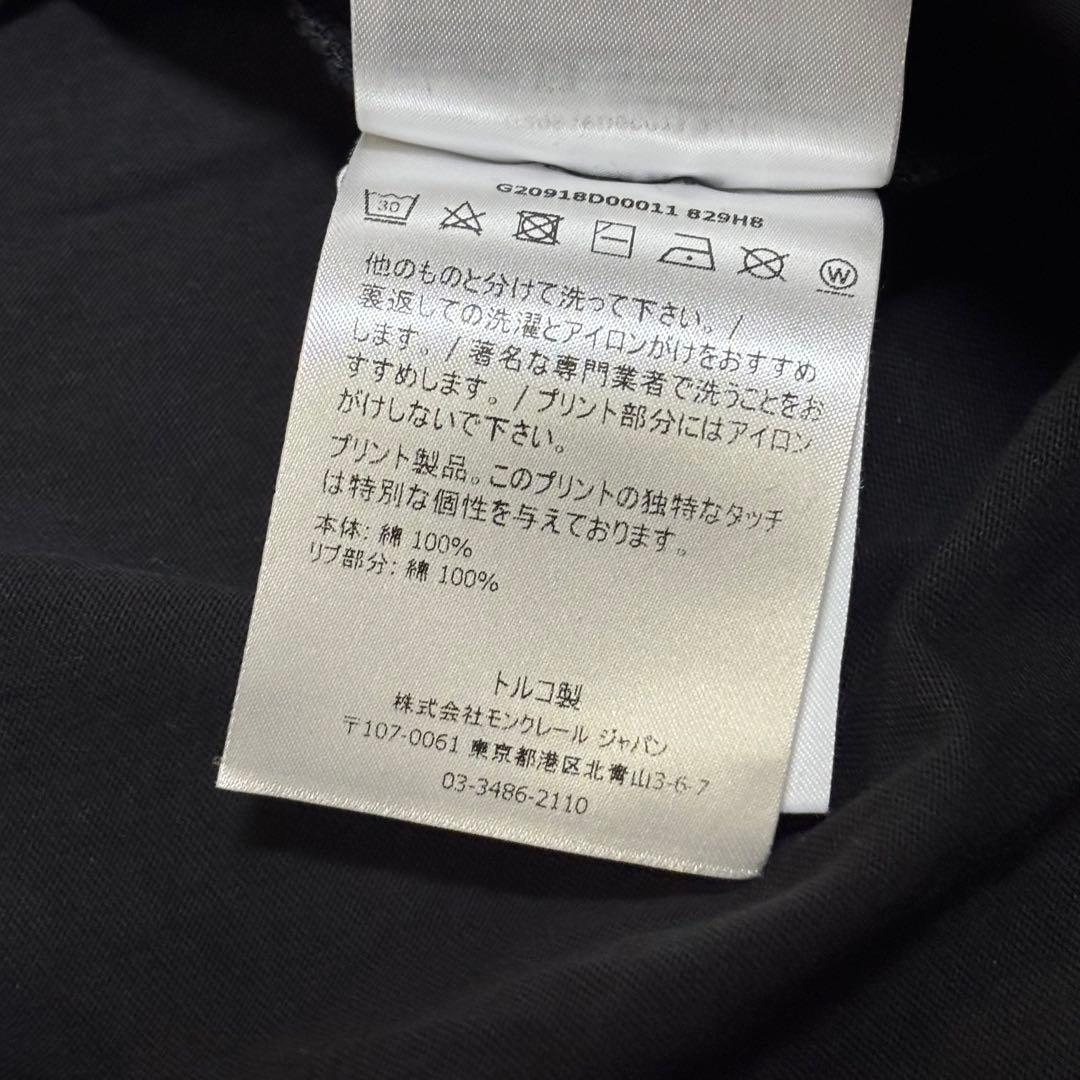 G20918D00011 829H8
30
W
他のものと分けて洗って下さい。/
裏返しての洗濯とアイロンがけをおすすめ
します。/ 著名な専門業者で洗うことをお
すすめします。/ プリント部分にはアイロン
がけしないで下さい。
プリント製品。このプリントの独特なタッチ
は特別な個性を与えております。
本体: 綿 100%
リブ部分: 綿 100%
トルコ製
株式会社モンクレール ジャパン
〒107-0061 東京都港区北青山3-6-7
03-3486-2110